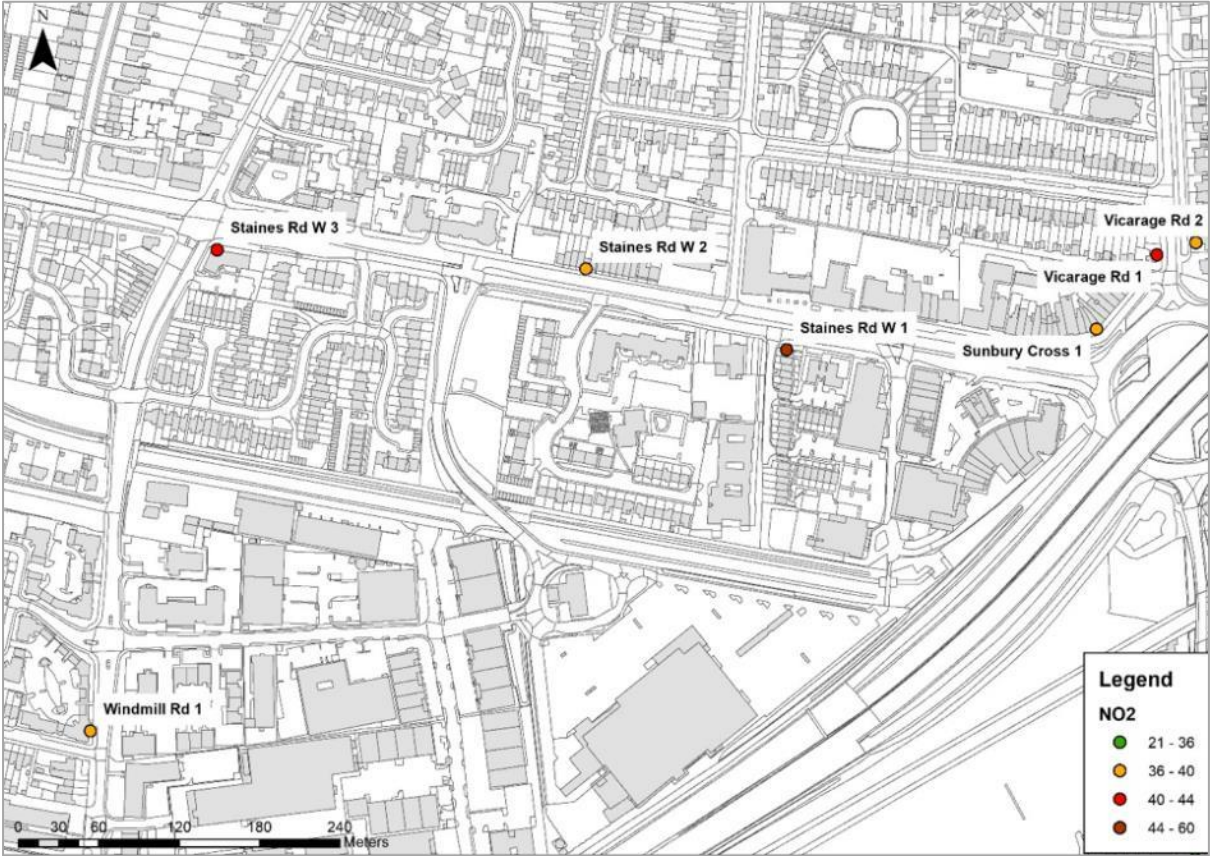 N
Staines Rd W 3
Staines Rd W 2
Vicarage Rd 2
Vicarage Rd 1
Staines Rd W 1
Sunbury Cross 1
Windmill Rd 1
Legend
NO2
21 - 36
36 - 40
40 - 44
44 - 60
0 30 60 120 180 240
Meters